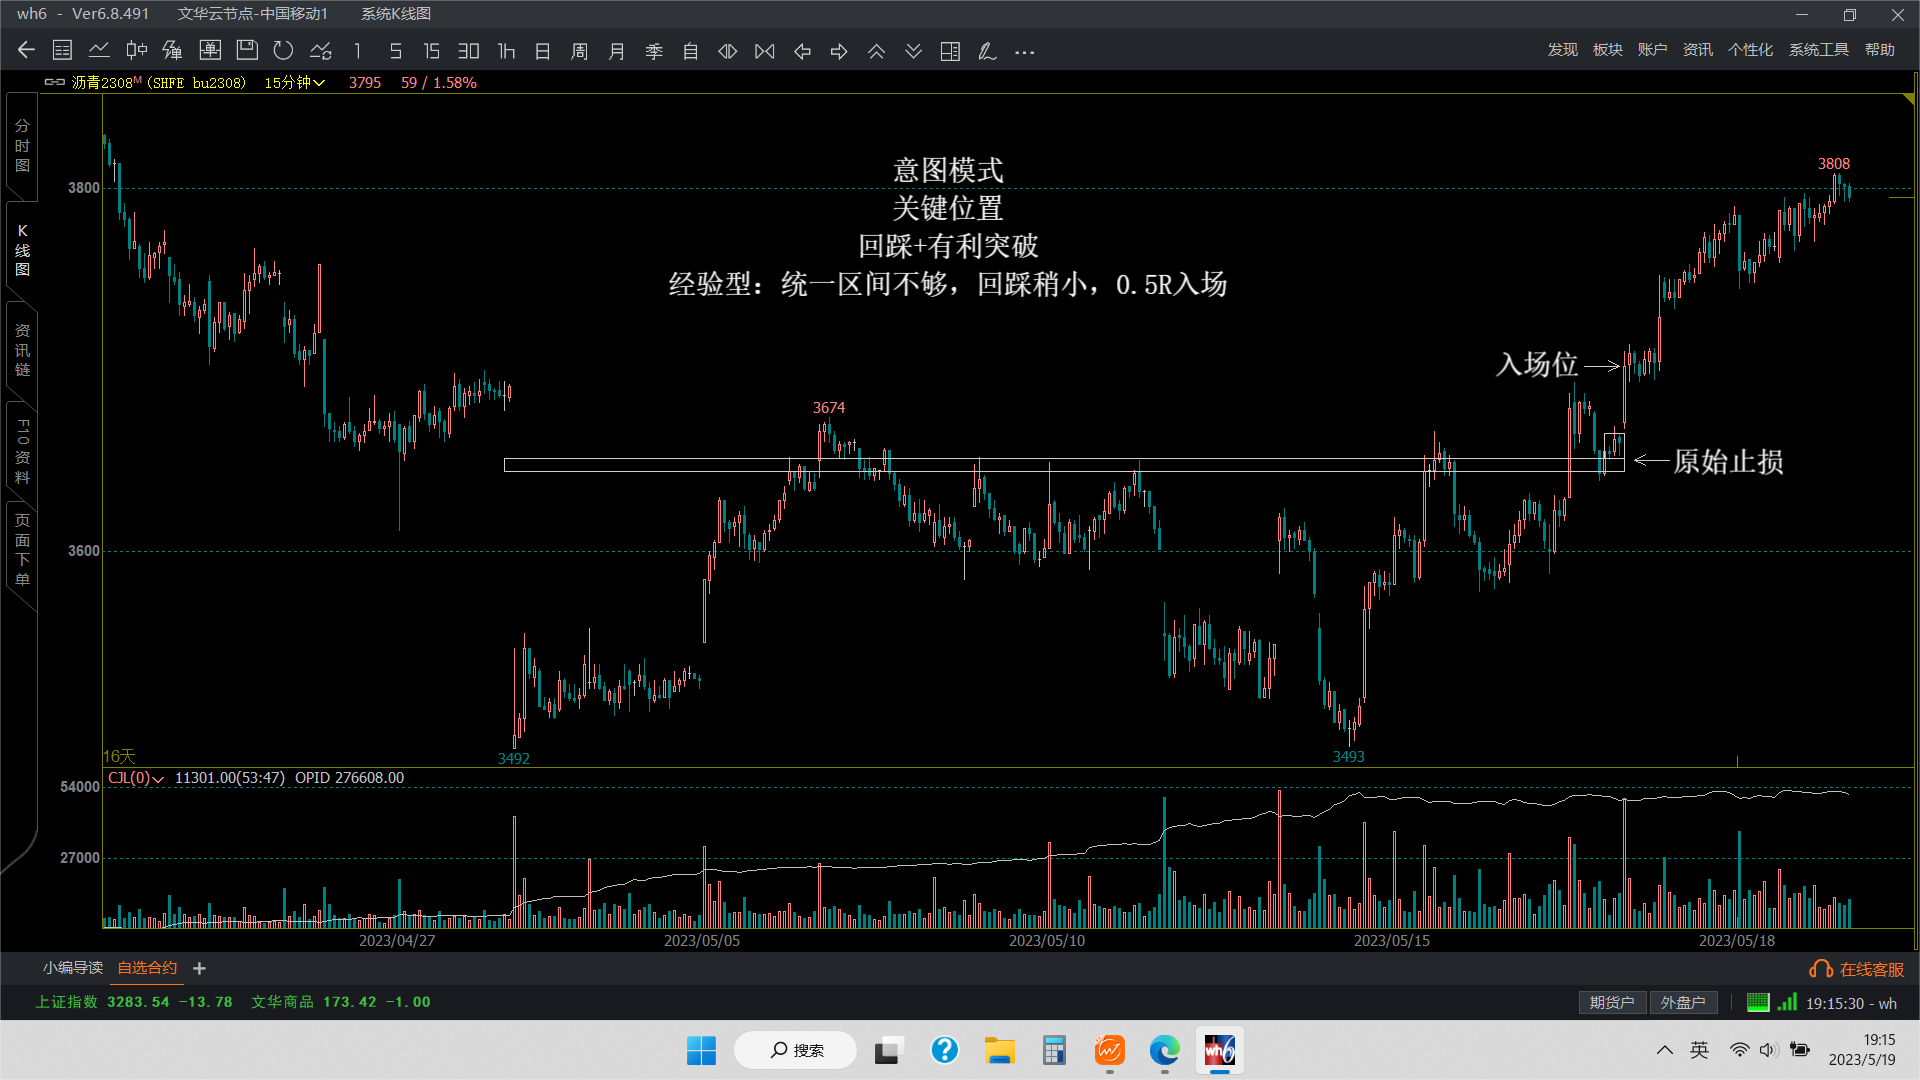 wh6 - Ver6.8.491 文华云节点-中国移动1 系统K线图
1 5 15 30 1h 日 周 月 季 自
发现 板块 账户 资讯 个性化 系统工具 帮助
沥青2308M (SHFE bu2308) 15分钟 3795 59 / 1.58%
分时图
K线图
资讯链
F10资料
页面下单
意图模式
关键位置
回踩+有利突破
经验型: 统一区间不够, 回踩稍小, 0.5R入场
3808
3800
入场位
3674
原始止损
3600
3492
3493
16天
CJL(0) 11301.00(53:47) OPID 276608.00
54000
27000
2023/04/27 2023/05/05 2023/05/10 2023/05/15 2023/05/18
小编导读 自选合约 +
在线客服
上证指数 3283.54 -13.78 文华商品 173.42 -1.00
期货户 外盘户 19:15:30 - wh
搜索
wh6
英
19:15
2023/5/19